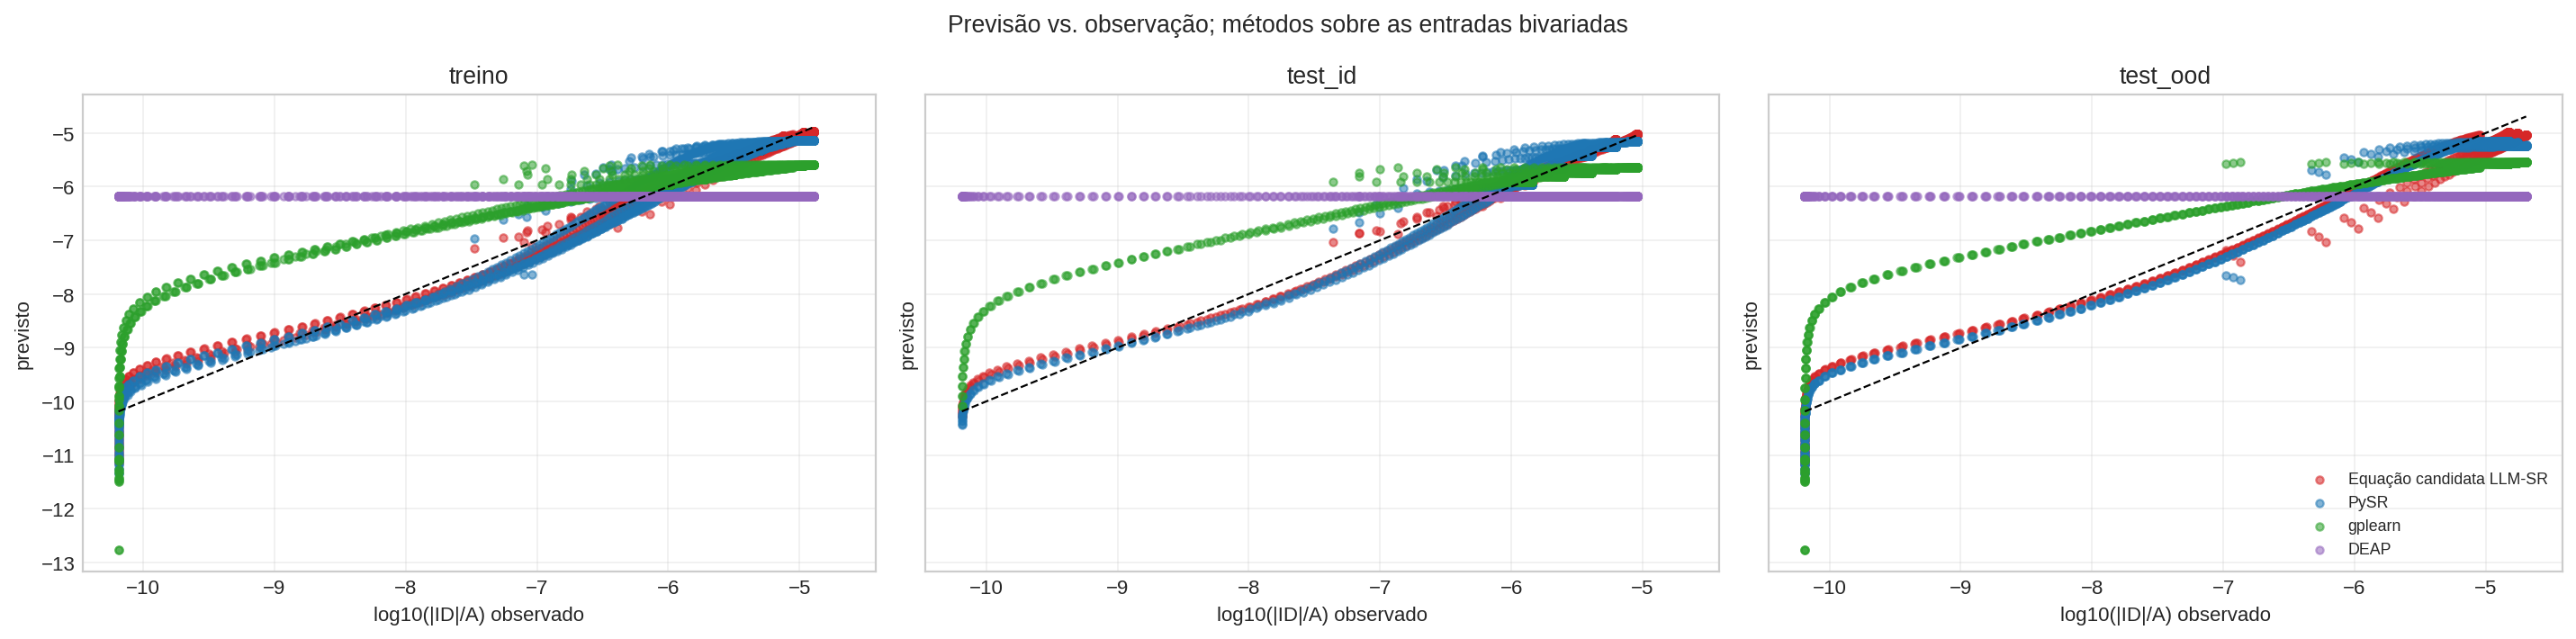 Previsão vs. observação; métodos sobre as entradas bivariadas
treino
test_id
test_ood
previsto
−5
−6
−7
−8
−9
−10
−11
−12
−13
−10
−9
−8
−7
−6
−5
log10(|ID|/A) observado
previsto
−10
−9
−8
−7
−6
−5
log10(|ID|/A) observado
previsto
−10
−9
−8
−7
−6
−5
log10(|ID|/A) observado
Equação candidata LLM-SR
PySR
gplearn
DEAP